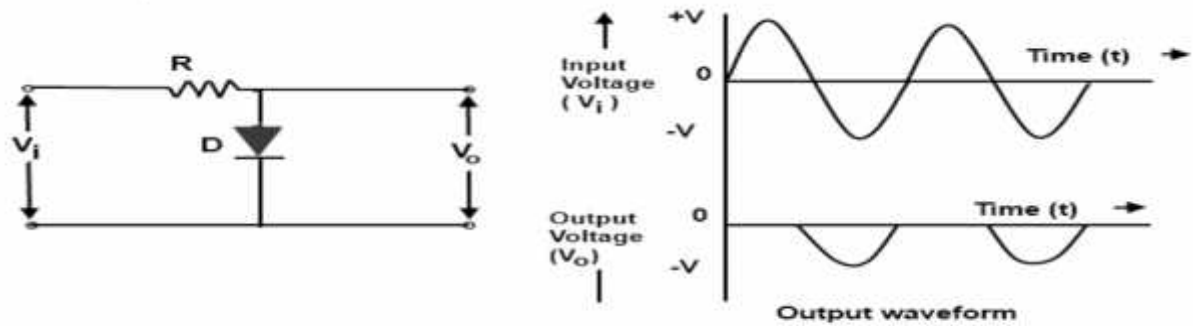 R
D
Vi
Vo
Input
Voltage
( Vi )
+V
0
-V
Time (t)
Output
Voltage
(Vo)
0
-V
Time (t)
Output waveform